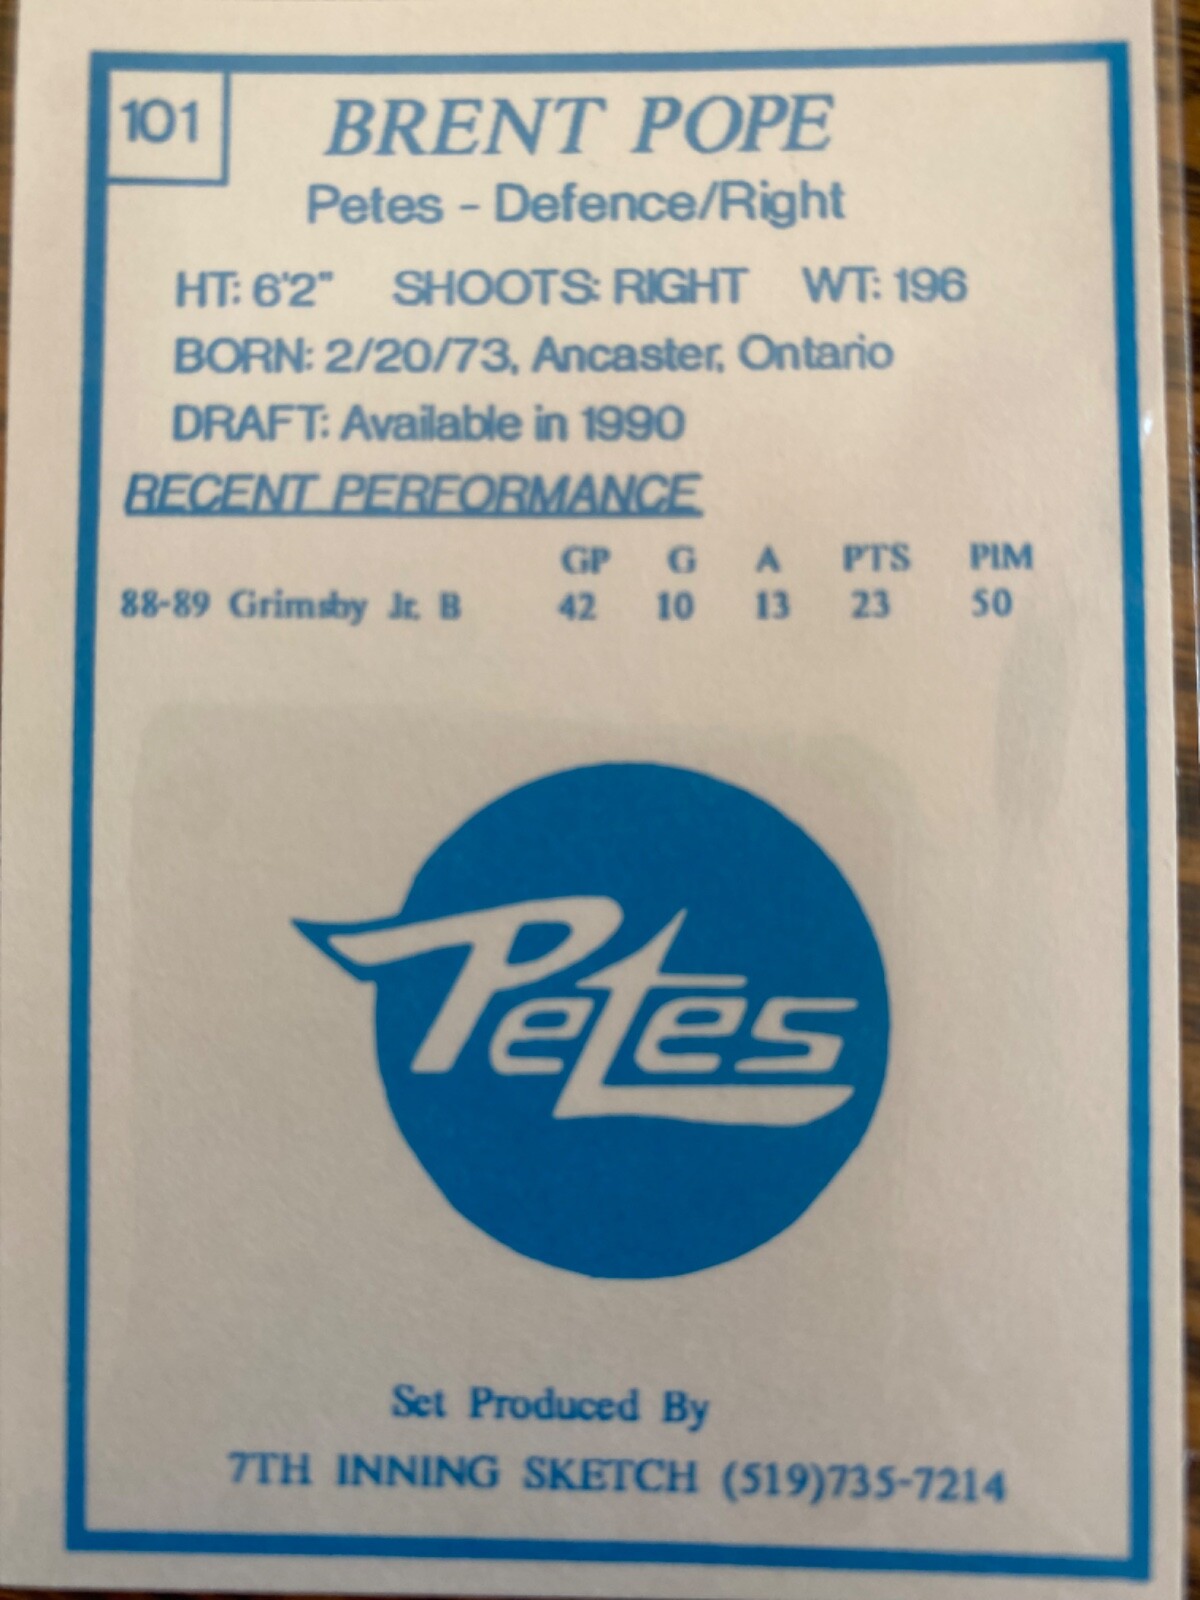 101
BRENT POPE
Petes - Defence/Right
HT: 6'2" SHOOTS: RIGHT WT: 196
BORN: 2/20/73, Ancaster, Ontario
DRAFT: Available in 1990
RECENT PERFORMANCE
GP G A PTS PIM
88-89 Grimsby Jr. B 42 10 13 23 50
Petes
Set Produced By
7TH INNING SKETCH (519)735-7214